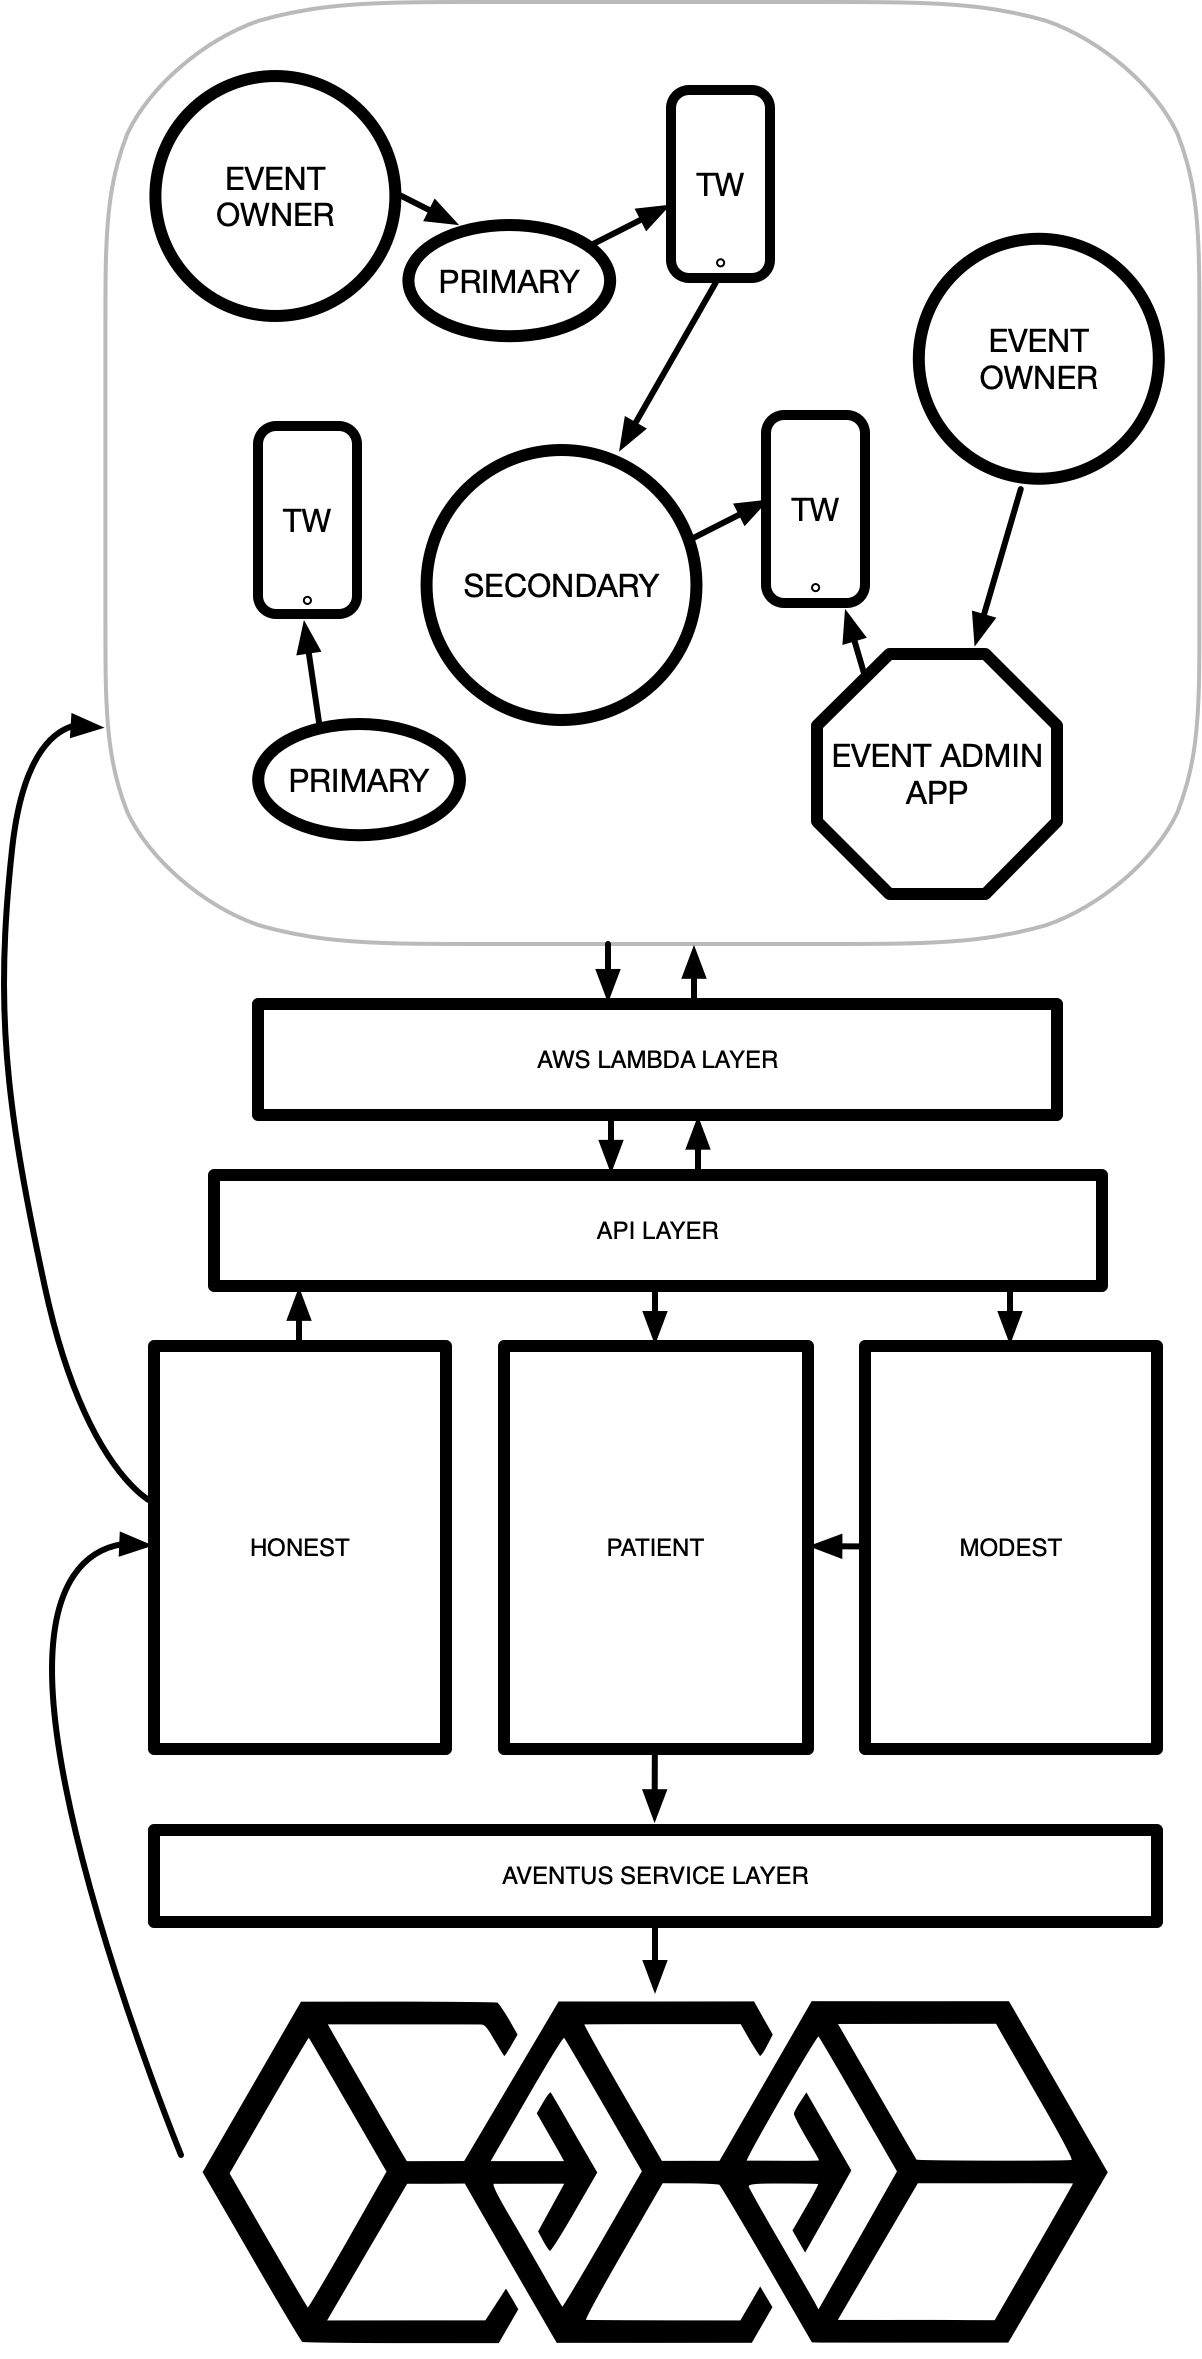 EVENT
OWNER
TW
PRIMARY
EVENT
OWNER
TW
TW
SECONDARY
PRIMARY
EVENT ADMIN
APP
AWS LAMBDA LAYER
API LAYER
HONEST
PATIENT
MODEST
AVENTUS SERVICE LAYER